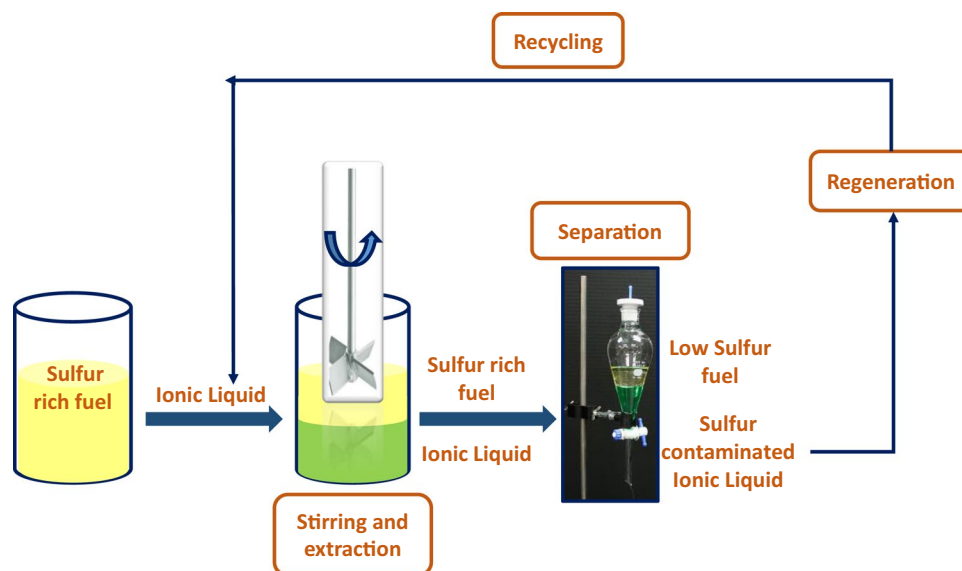 Recycling
Regeneration
Separation
Sulfur
rich fuel
Ionic Liquid
Sulfur rich
fuel
Ionic Liquid
Low Sulfur
fuel
Sulfur
contaminated
Ionic Liquid
Stirring and
extraction